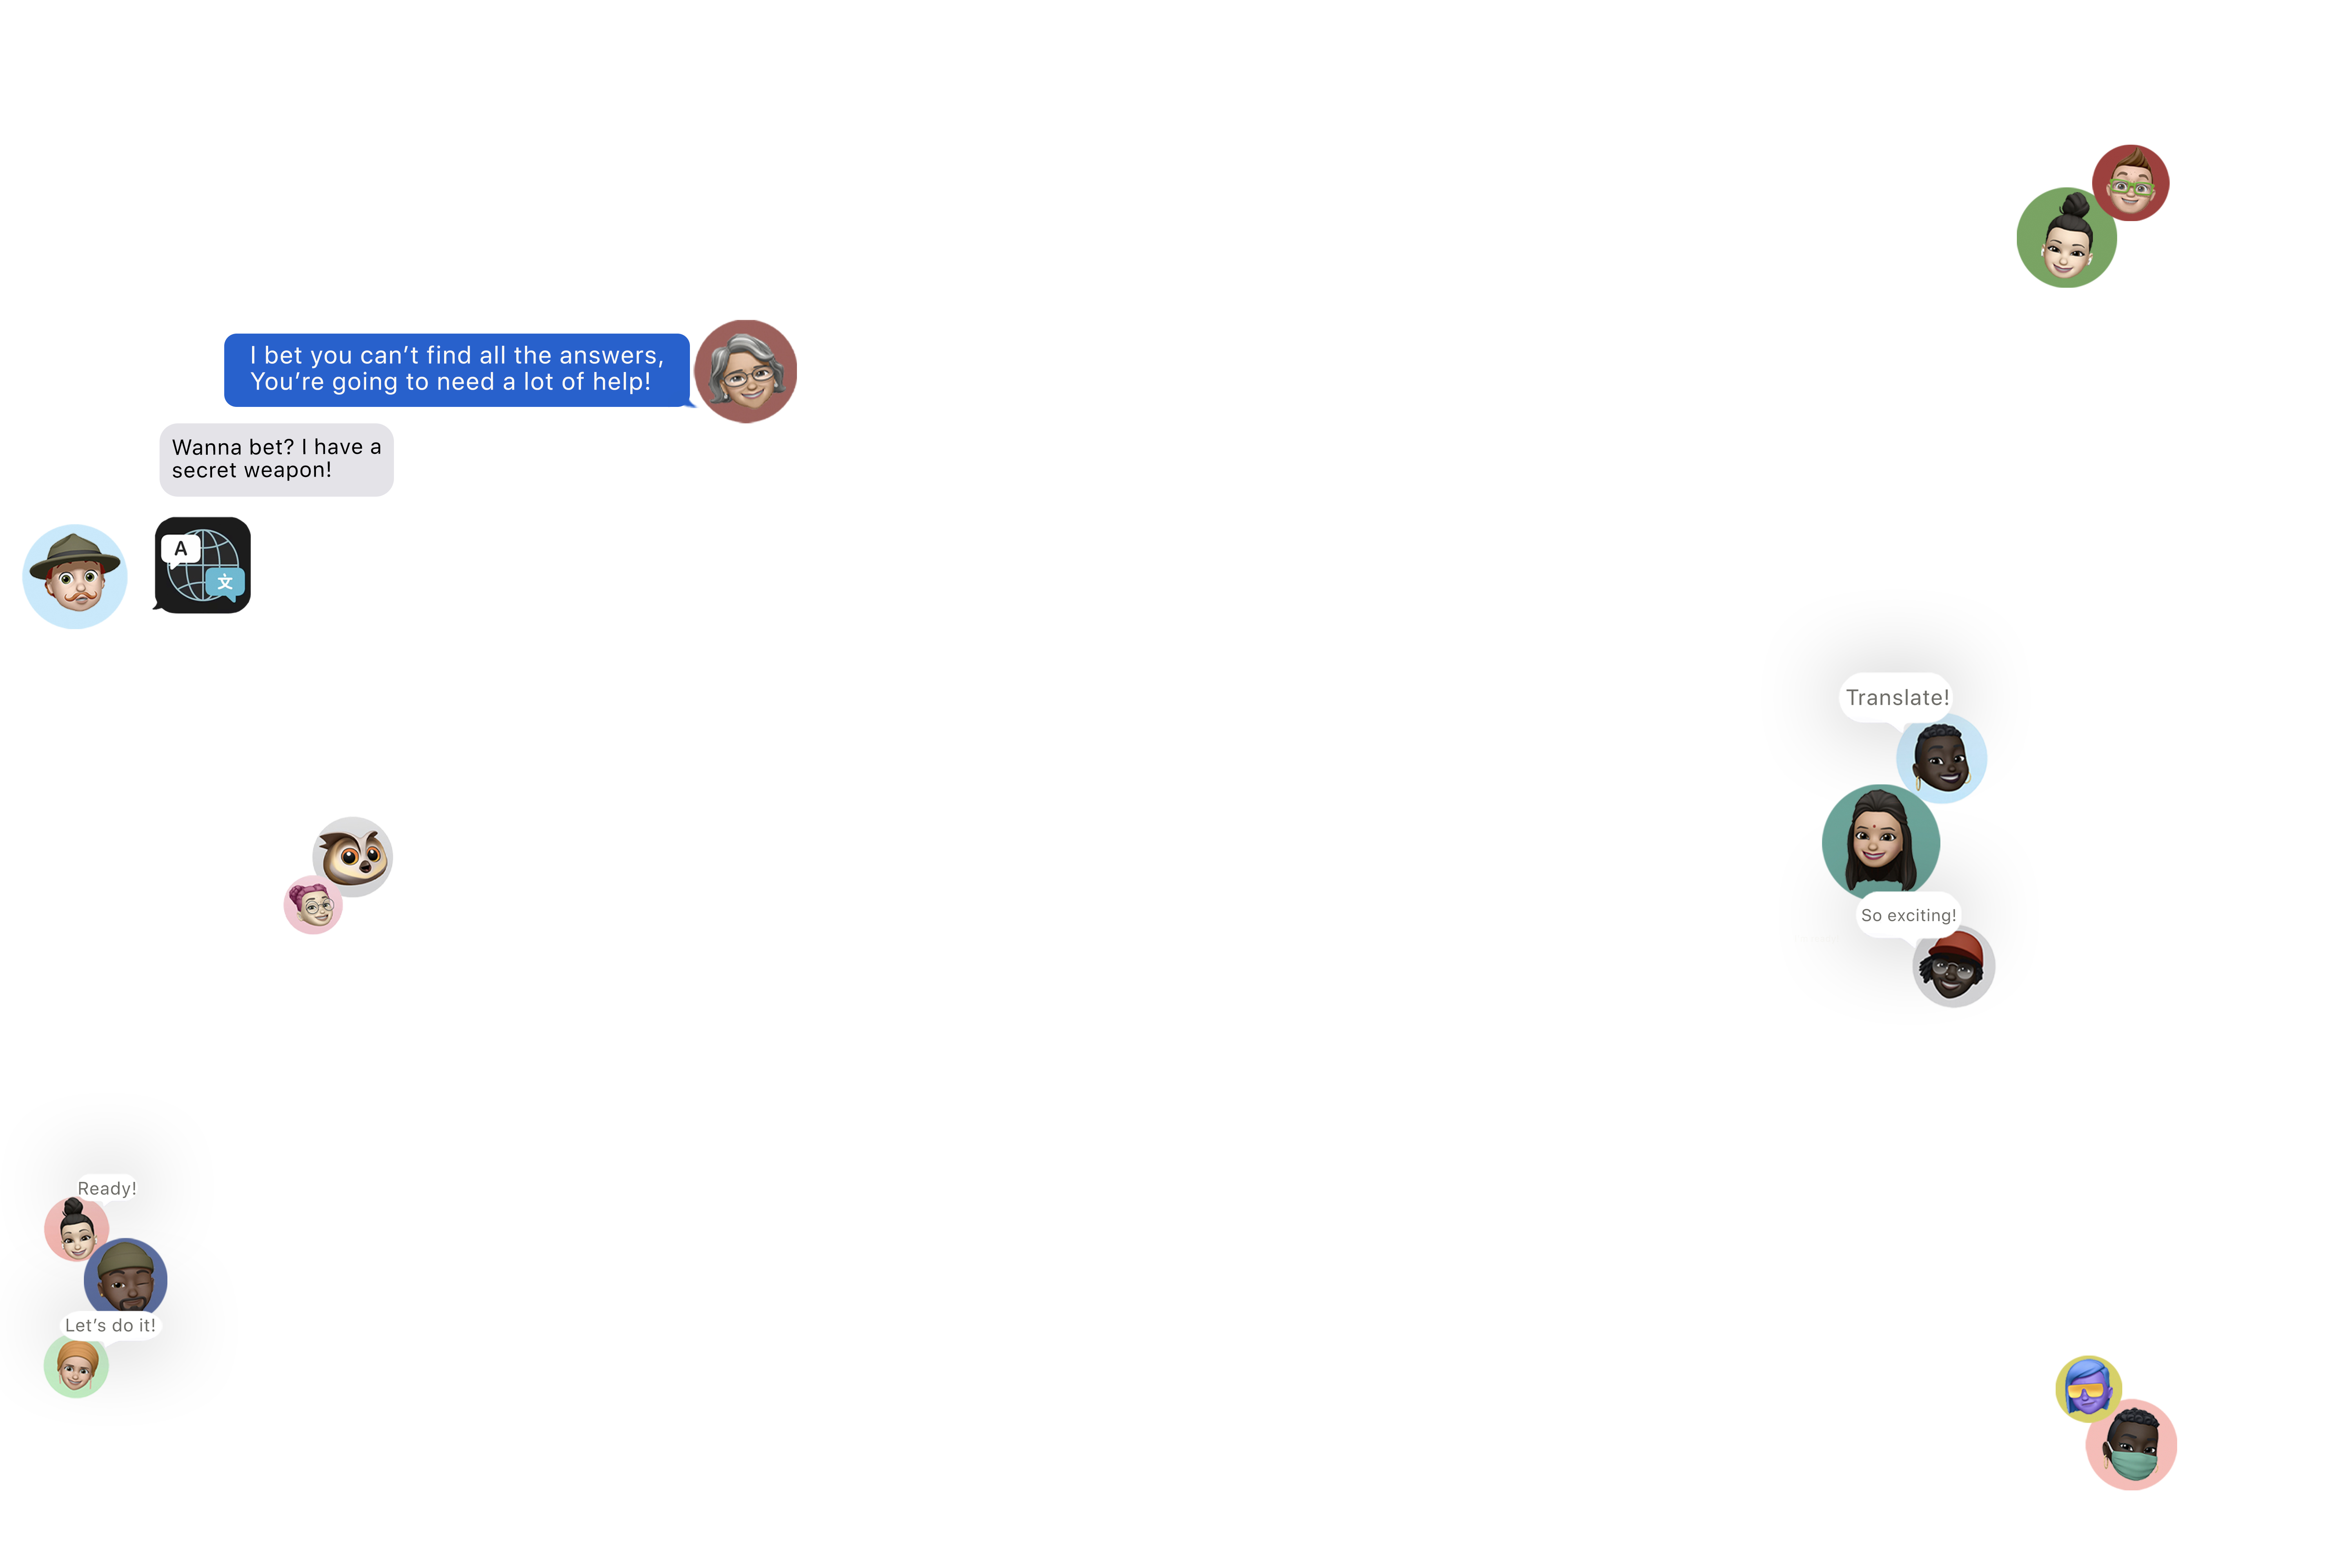 I bet you can’t find all the answers,
You’re going to need a lot of help!
Wanna bet? I have a
secret weapon!
A
文
Translate!
So exciting!
Ready!
Let’s do it!